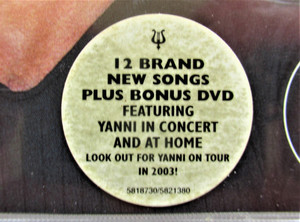 12 BRAND
NEW SONGS
PLUS BONUS DVD
FEATURING
YANNI IN CONCERT
AND AT HOME
LOOK OUT FOR YANNI ON TOUR
IN 2003!
5818730/5821380